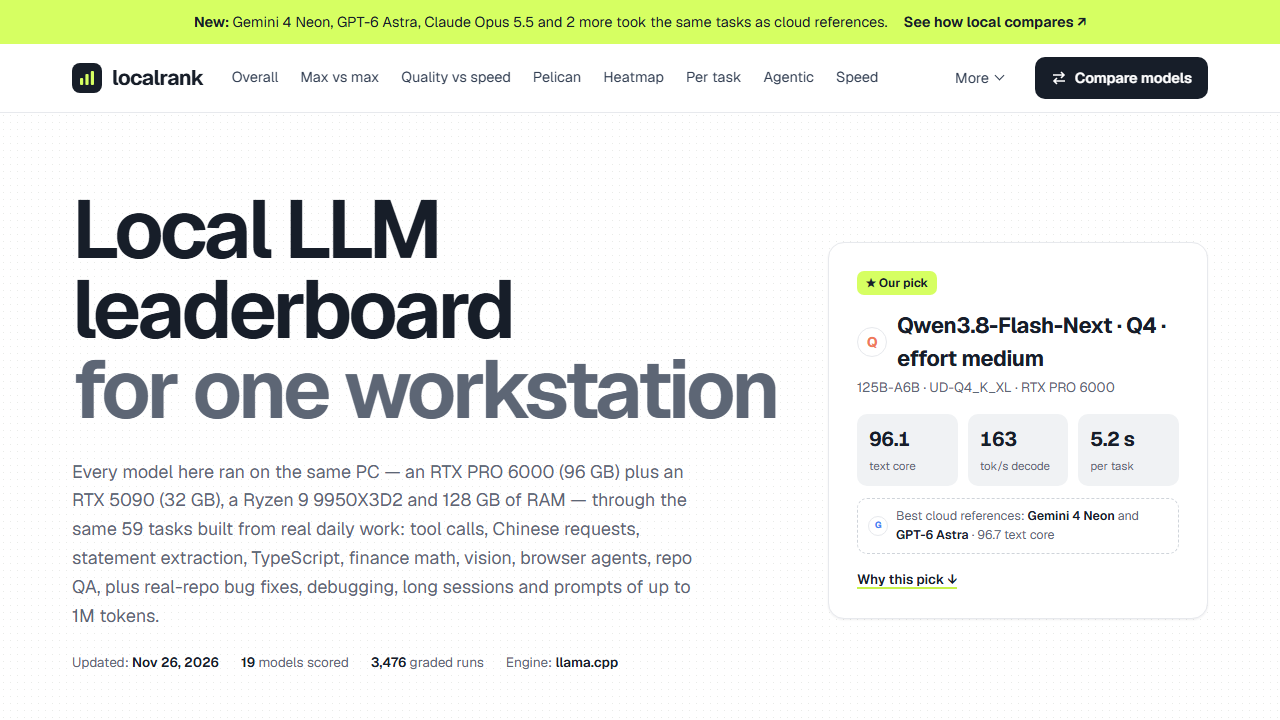 New: Gemini 4 Neon, GPT-6 Astra, Claude Opus 5.5 and 2 more took the same tasks as cloud references. See how local compares ↗
localrank Overall Max vs max Quality vs speed Pelican Heatmap Per task Agentic Speed More Compare models
Local LLM
leaderboard
for one workstation
Every model here ran on the same PC — an RTX PRO 6000 (96 GB) plus an
RTX 5090 (32 GB), a Ryzen 9 9950X3D2 and 128 GB of RAM — through the
same 59 tasks built from real daily work: tool calls, Chinese requests,
statement extraction, TypeScript, finance math, vision, browser agents, repo
QA, plus real-repo bug fixes, debugging, long sessions and prompts of up to
1M tokens.
Updated: Nov 26, 2026 19 models scored 3,476 graded runs Engine: llama.cpp
★ Our pick
Q
Qwen3.8-Flash-Next · Q4 ·
effort medium
125B-A6B · UD-Q4_K_XL · RTX PRO 6000
96.1 163 5.2 s
text core tok/s decode per task
G
Best cloud references: Gemini 4 Neon and
GPT-6 Astra · 96.7 text core
Why this pick ↓